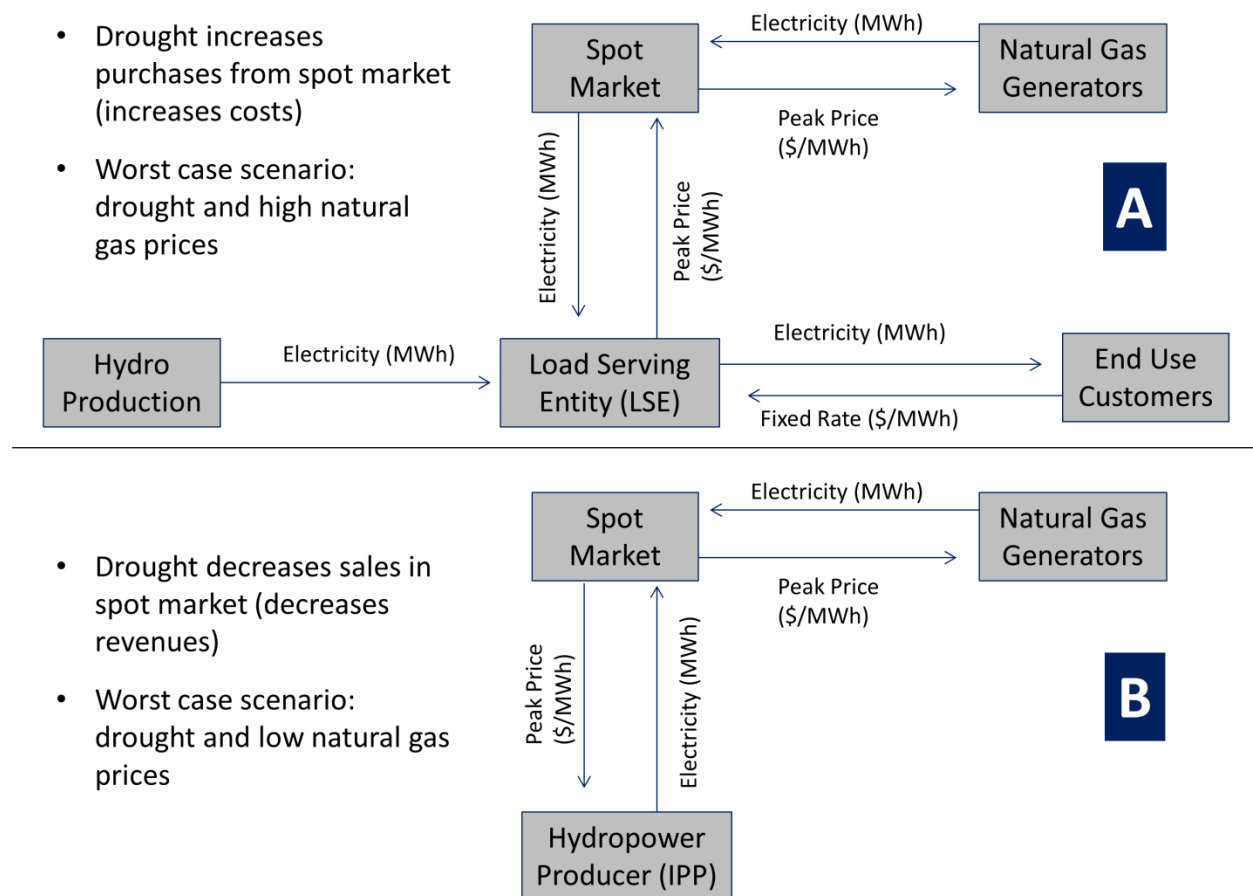 • Drought increases
purchases from spot market
(increases costs)
• Worst case scenario:
drought and high natural
gas prices
Spot
Market
Electricity (MWh)
Natural Gas
Generators
Peak Price
($/MWh)
Electricity (MWh)
Peak Price
($/MWh)
A
Hydro
Production
Electricity (MWh)
Load Serving
Entity (LSE)
Electricity (MWh)
Fixed Rate ($/MWh)
End Use
Customers
• Drought decreases sales in
spot market (decreases
revenues)
• Worst case scenario:
drought and low natural gas
prices
Spot
Market
Electricity (MWh)
Natural Gas
Generators
Peak Price
($/MWh)
Peak Price
($/MWh)
Electricity (MWh)
B
Hydropower
Producer (IPP)